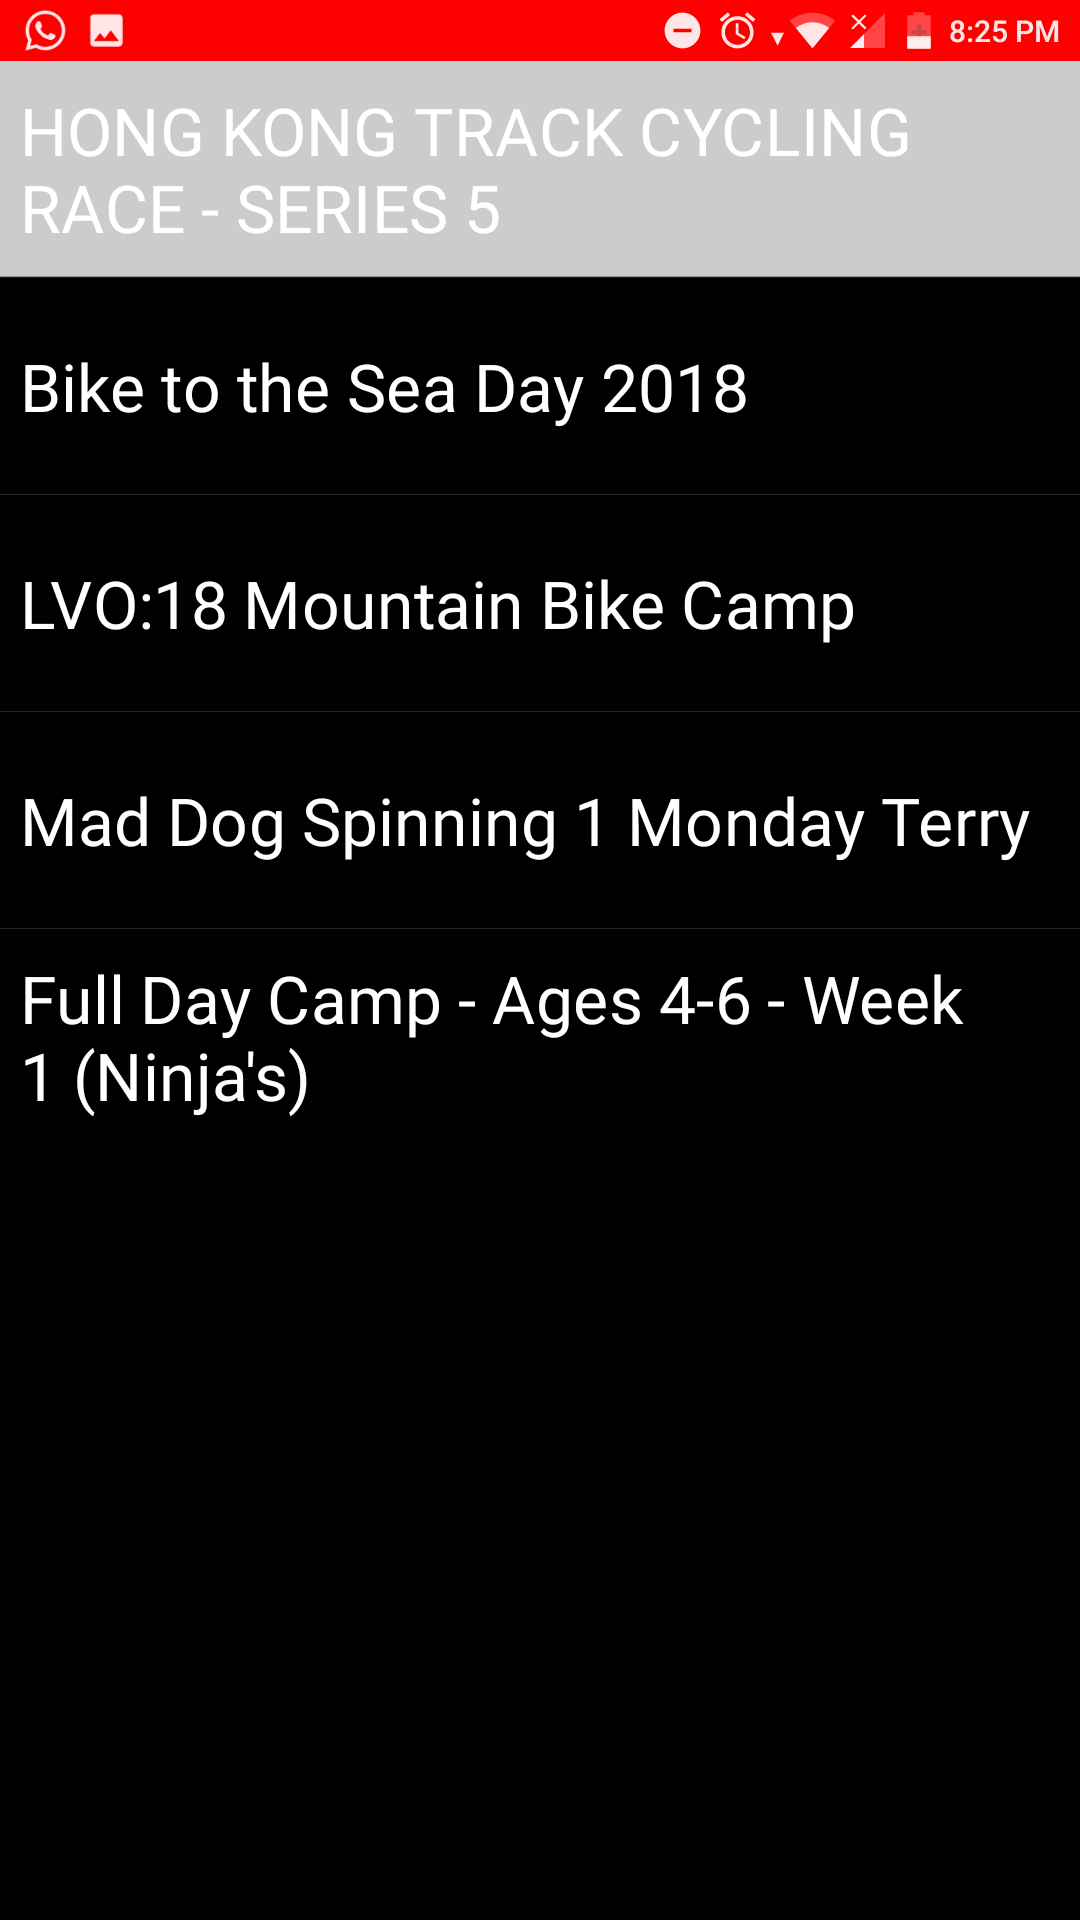 8:25 PM
HONG KONG TRACK CYCLING
RACE - SERIES 5
Bike to the Sea Day 2018
LVO:18 Mountain Bike Camp
Mad Dog Spinning 1 Monday Terry
Full Day Camp - Ages 4-6 - Week
1 (Ninja's)